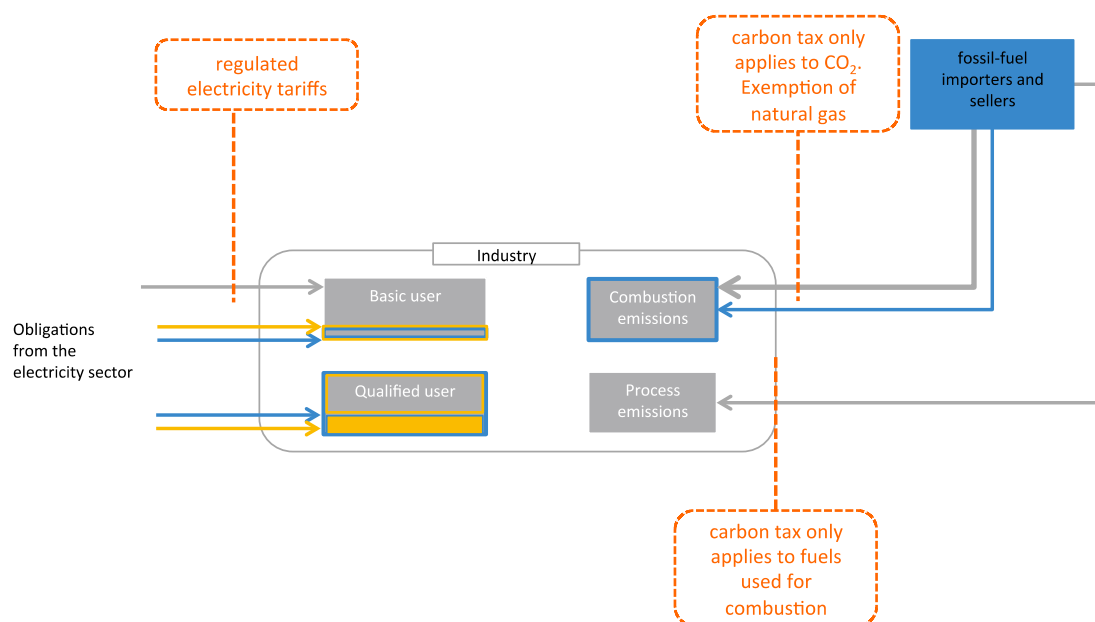 regulated
electricity tariffs
carbon tax only
applies to CO₂.
Exemption of
natural gas
fossil-fuel
importers and
sellers
Industry
Basic user
Combustion
emissions
Obligations
from the
electricity sector
Qualified user
Process
emissions
carbon tax only
applies to fuels
used for
combustion